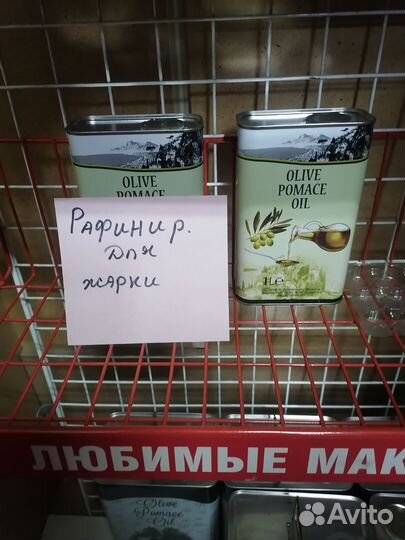 OLIVE
POMACE
OLIVE
POMACE
OIL
1L e
РАФИНИР.
ДЛЯ
ЖАРКИ
ЛЮБИМЫЕ МАК
Olive
Pomace
Oil
Avito